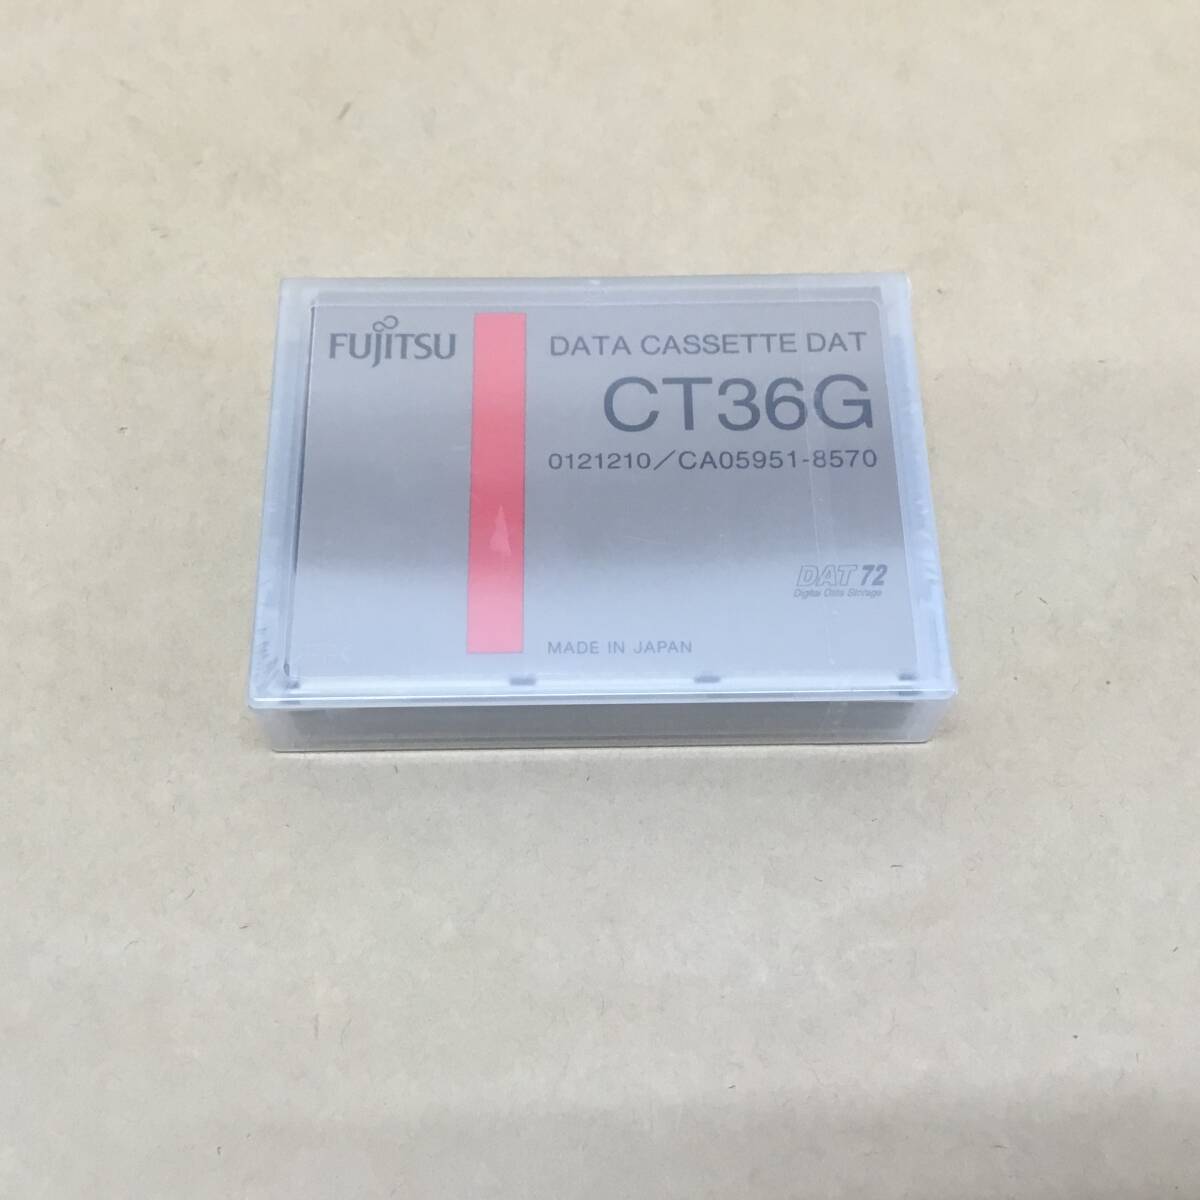 FUJITSU
DATA CASSETTE DAT
CT36G
0121210/CA05951-8570
DAT 72
Digital Data Storage
MADE IN JAPAN